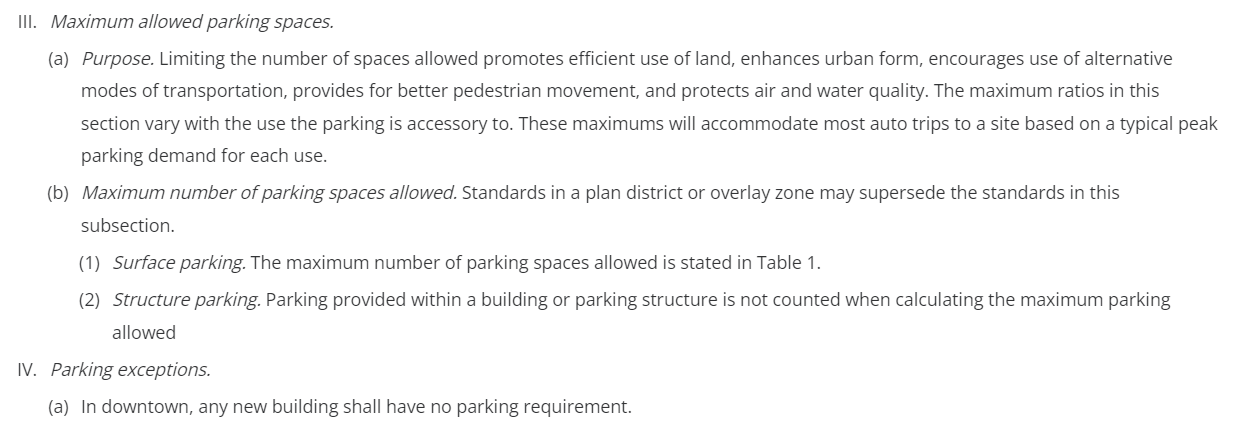 III. Maximum allowed parking spaces.
(a) Purpose. Limiting the number of spaces allowed promotes efficient use of land, enhances urban form, encourages use of alternative
modes of transportation, provides for better pedestrian movement, and protects air and water quality. The maximum ratios in this
section vary with the use the parking is accessory to. These maximums will accommodate most auto trips to a site based on a typical peak
parking demand for each use.
(b) Maximum number of parking spaces allowed. Standards in a plan district or overlay zone may supersede the standards in this
subsection.
(1) Surface parking. The maximum number of parking spaces allowed is stated in Table 1.
(2) Structure parking. Parking provided within a building or parking structure is not counted when calculating the maximum parking
allowed
IV. Parking exceptions.
(a) In downtown, any new building shall have no parking requirement.